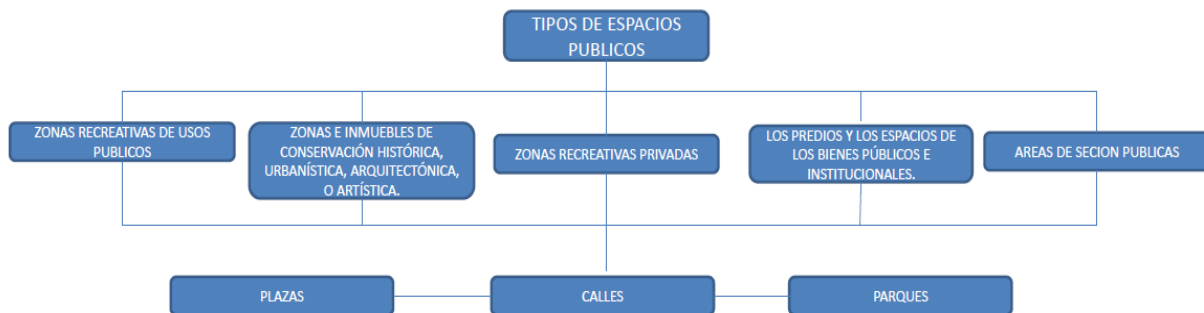 TIPOS DE ESPACIOS
PUBLICOS
ZONAS RECREATIVAS DE USOS
PUBLICOS
ZONAS E INMUEBLES DE
CONSERVACIÓN HISTÓRICA,
URBANÍSTICA, ARQUITECTÓNICA,
O ARTÍSTICA.
ZONAS RECREATIVAS PRIVADAS
LOS PREDIOS Y LOS ESPACIOS DE
LOS BIENES PÚBLICOS E
INSTITUCIONALES.
AREAS DE SECION PUBLICAS
PLAZAS
CALLES
PARQUES